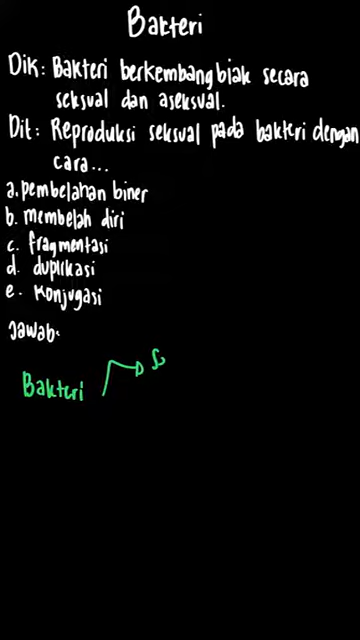 Bakteri
Dik: Bakteri berkembang biak secara
seksual dan aseksual.
Dit: Reproduksi seksual pada bakteri dengan
cara...
a. pembelahan biner
b. membelah diri
c. fragmentasi
d. duplikasi
e. Konjugasi
Jawab:
Bakteri